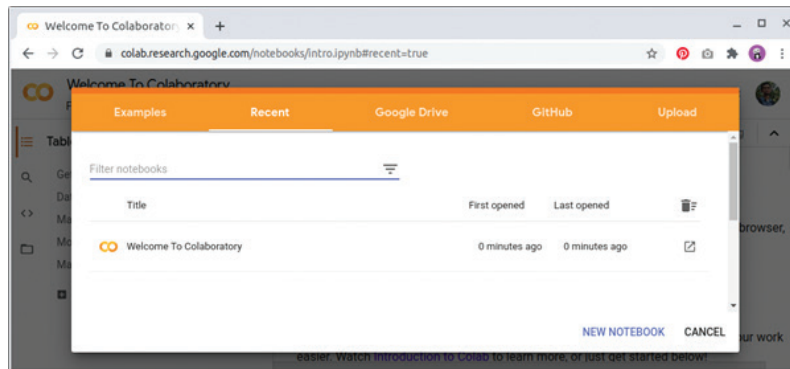 Welcome To Colaboratory
colab.research.google.com/notebooks/intro.ipynb#recent=true
Welcome To Colaboratory
Examples Recent Google Drive GitHub Upload
Filter notebooks
Title First opened Last opened
Welcome To Colaboratory 0 minutes ago 0 minutes ago
browser,
NEW NOTEBOOK CANCEL
our work
easier. Watch Introduction to Colab to learn more, or just get started below!